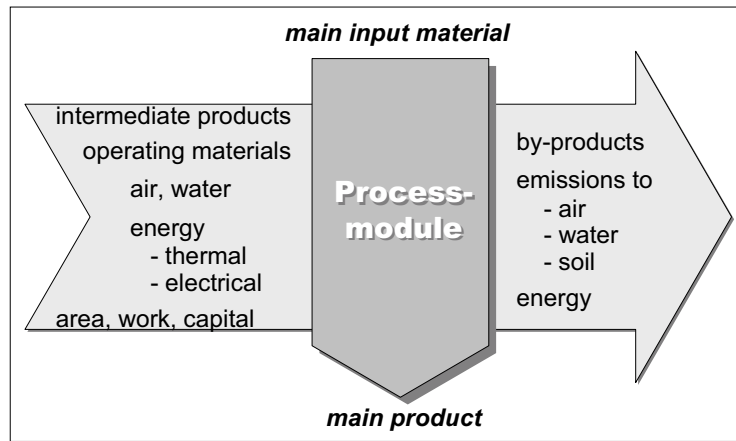 main input material
intermediate products
operating materials
air, water
energy
- thermal
- electrical
area, work, capital
Process-
module
by-products
emissions to
- air
- water
- soil
energy
main product